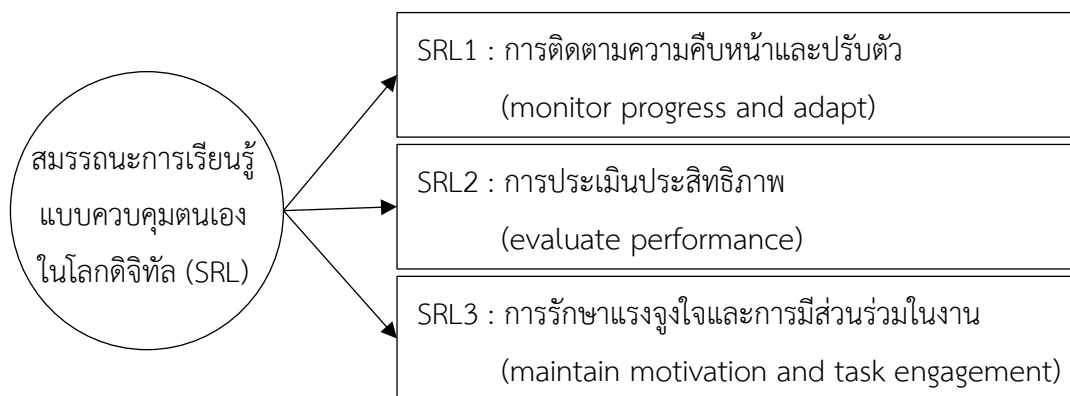 สมรรถนะการเรียนรู้
แบบควบคุมตนเอง
ในโลกดิจิทัล (SRL)
SRL1 : การติดตามความคืบหน้าและปรับตัว
(monitor progress and adapt)
SRL2 : การประเมินประสิทธิภาพ
(evaluate performance)
SRL3 : การรักษาแรงจูงใจและการมีส่วนร่วมในงาน
(maintain motivation and task engagement)